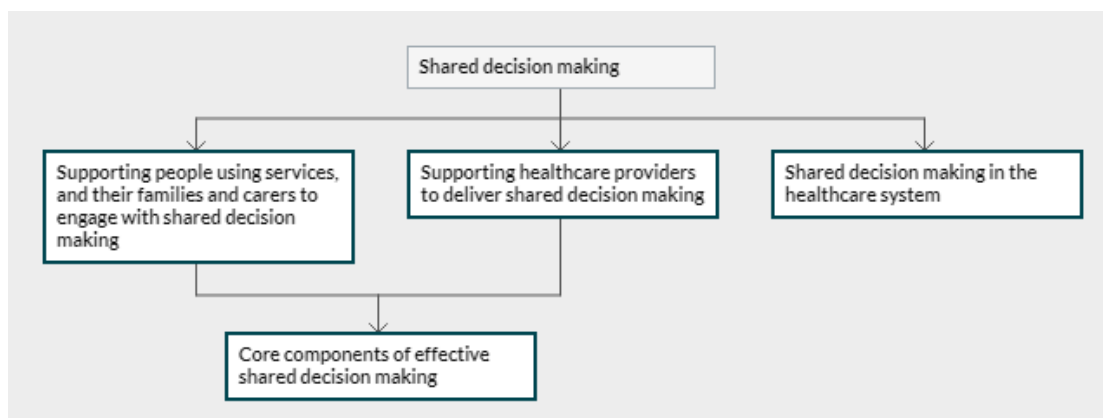 Shared decision making
Supporting people using services,
and their families and carers to
engage with shared decision
making
Supporting healthcare providers
to deliver shared decision making
Shared decision making in the
healthcare system
Core components of effective
shared decision making